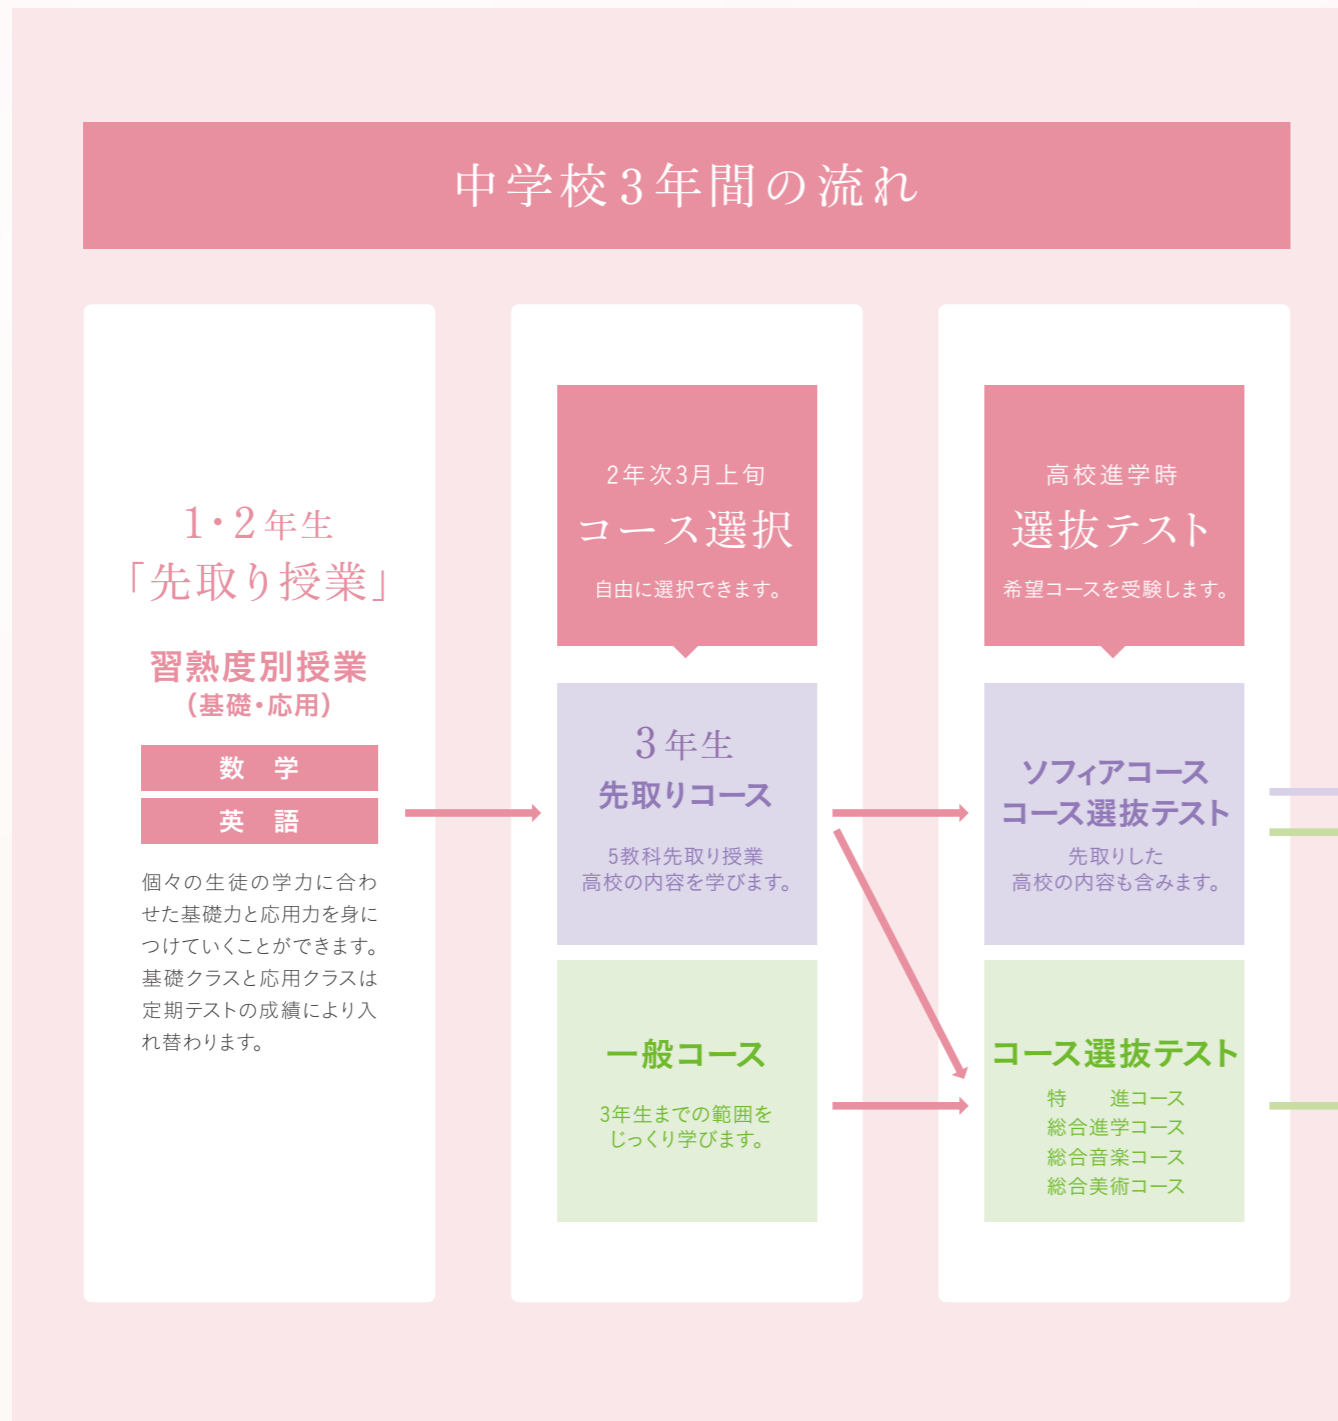 中学校3年間の流れ
1・2年生
「先取り授業」
習熟度別授業
（基礎・応用）
数　学
英　語
個々の生徒の学力に合わ
せた基礎力と応用力を身に
つけていくことができます。
基礎クラスと応用クラスは
定期テストの成績により入
れ替わります。
2年次3月上旬
コース選択
自由に選択できます。
3年生
先取りコース
5教科先取り授業
高校の内容を学びます。
一般コース
3年生までの範囲を
じっくり学びます。
高校進学時
選抜テスト
希望コースを受験します。
ソフィアコース
コース選抜テスト
先取りした
高校の内容も含みます。
コース選抜テスト
特　　進コース
総合進学コース
総合音楽コース
総合美術コース